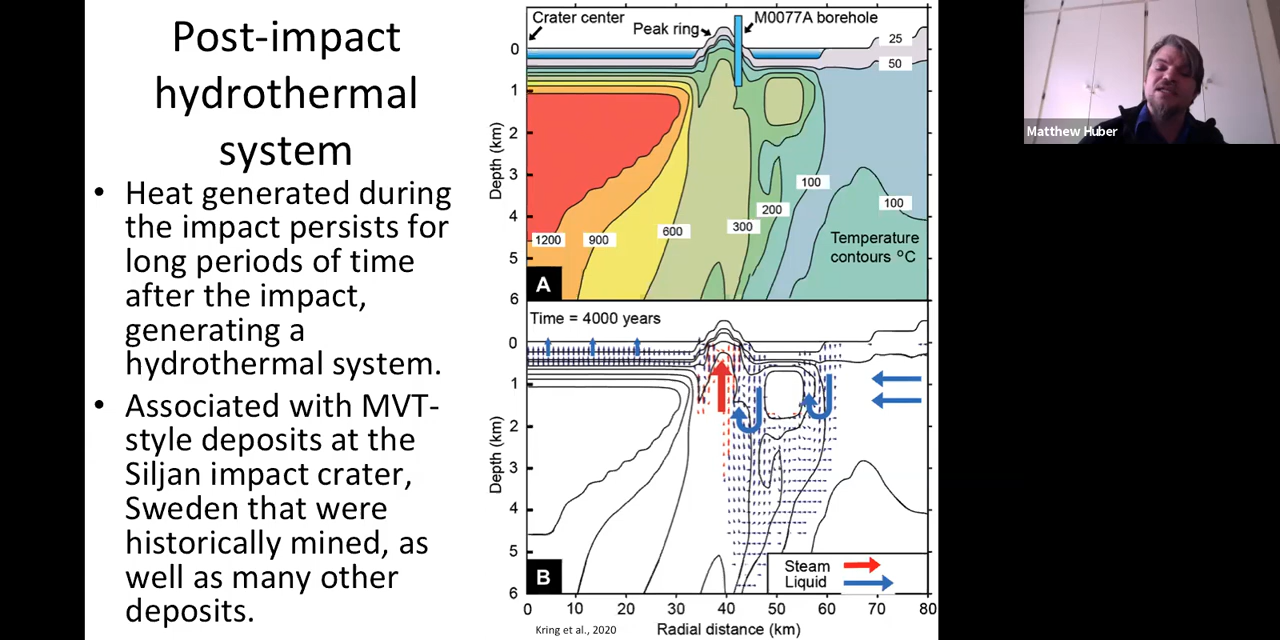 Post-impact
hydrothermal
system
• Heat generated during
the impact persists for
long periods of time
after the impact,
generating a
hydrothermal system.
• Associated with MVT-
style deposits at the
Siljan impact crater,
Sweden that were
historically mined, as
well as many other
deposits.
Crater center
Peak ring
M0077A borehole
25
50
0
1
2
3
4
5
6
Depth (km)
1200
900
600
300
200
100
100
Temperature
contours °C
A
Time = 4000 years
0
1
2
3
4
5
6
Depth (km)
B
Steam
Liquid
0 10 20 30 40 50 60 70 80
Kring et al., 2020
Radial distance (km)
Matthew Huber